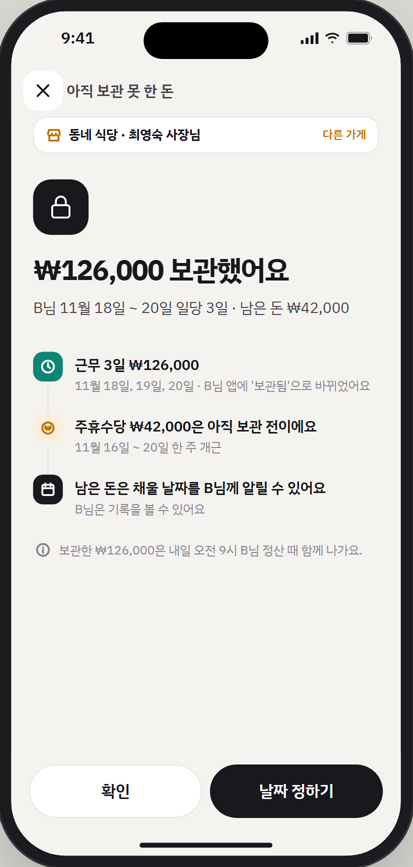 9:41
아직 보관 못 한 돈
동네 식당 · 최영숙 사장님 다른 가게
₩126,000 보관했어요
B님 11월 18일 ~ 20일 일당 3일 · 남은 돈 ₩42,000
근무 3일 ₩126,000
11월 18일, 19일, 20일 · B님 앱에 '보관됨'으로 바뀌었어요
₩
주휴수당 ₩42,000은 아직 보관 전이에요
11월 16일 ~ 20일 한 주 개근
남은 돈은 채울 날짜를 B님께 알릴 수 있어요
B님은 기록을 볼 수 있어요
보관한 ₩126,000은 내일 오전 9시 B님 정산 때 함께 나가요.
확인 날짜 정하기